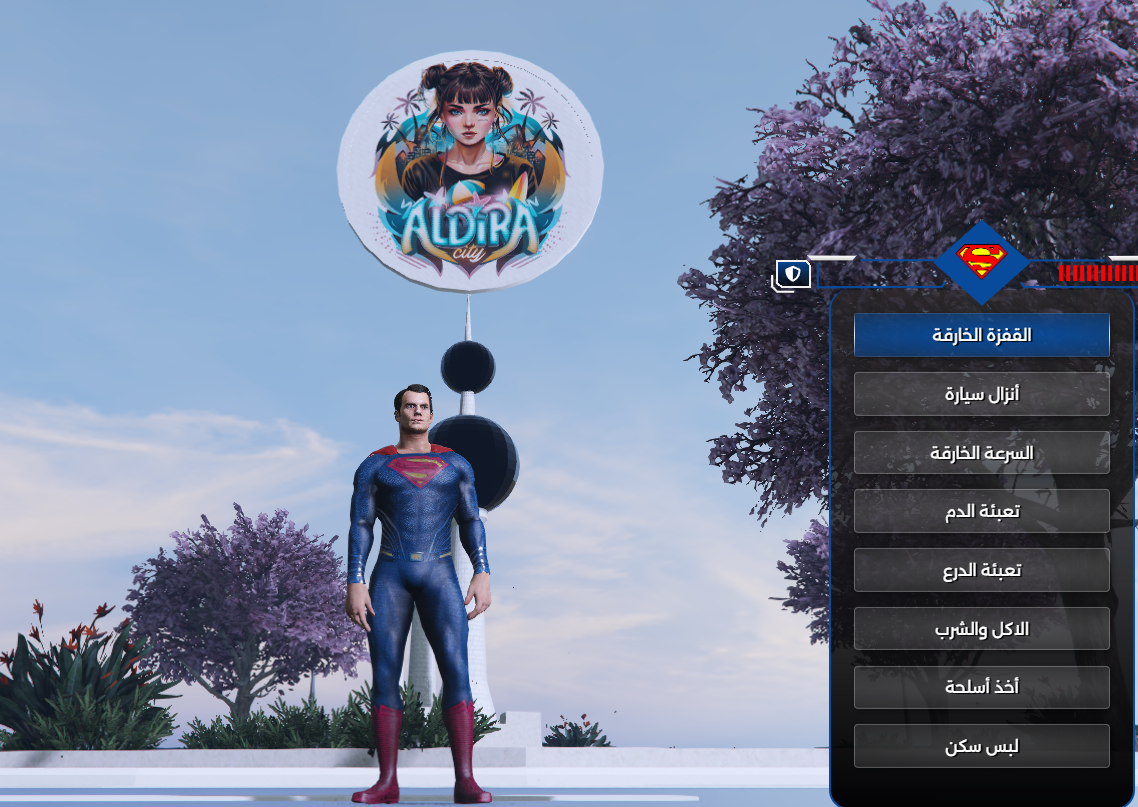 ALDIRA
city
القفزة الخارقة
أنزال سيارة
السرعة الخارقة
تعبئة الدم
تعبئة الدرع
الاكل والشرب
أخذ أسلحة
لبس سكن